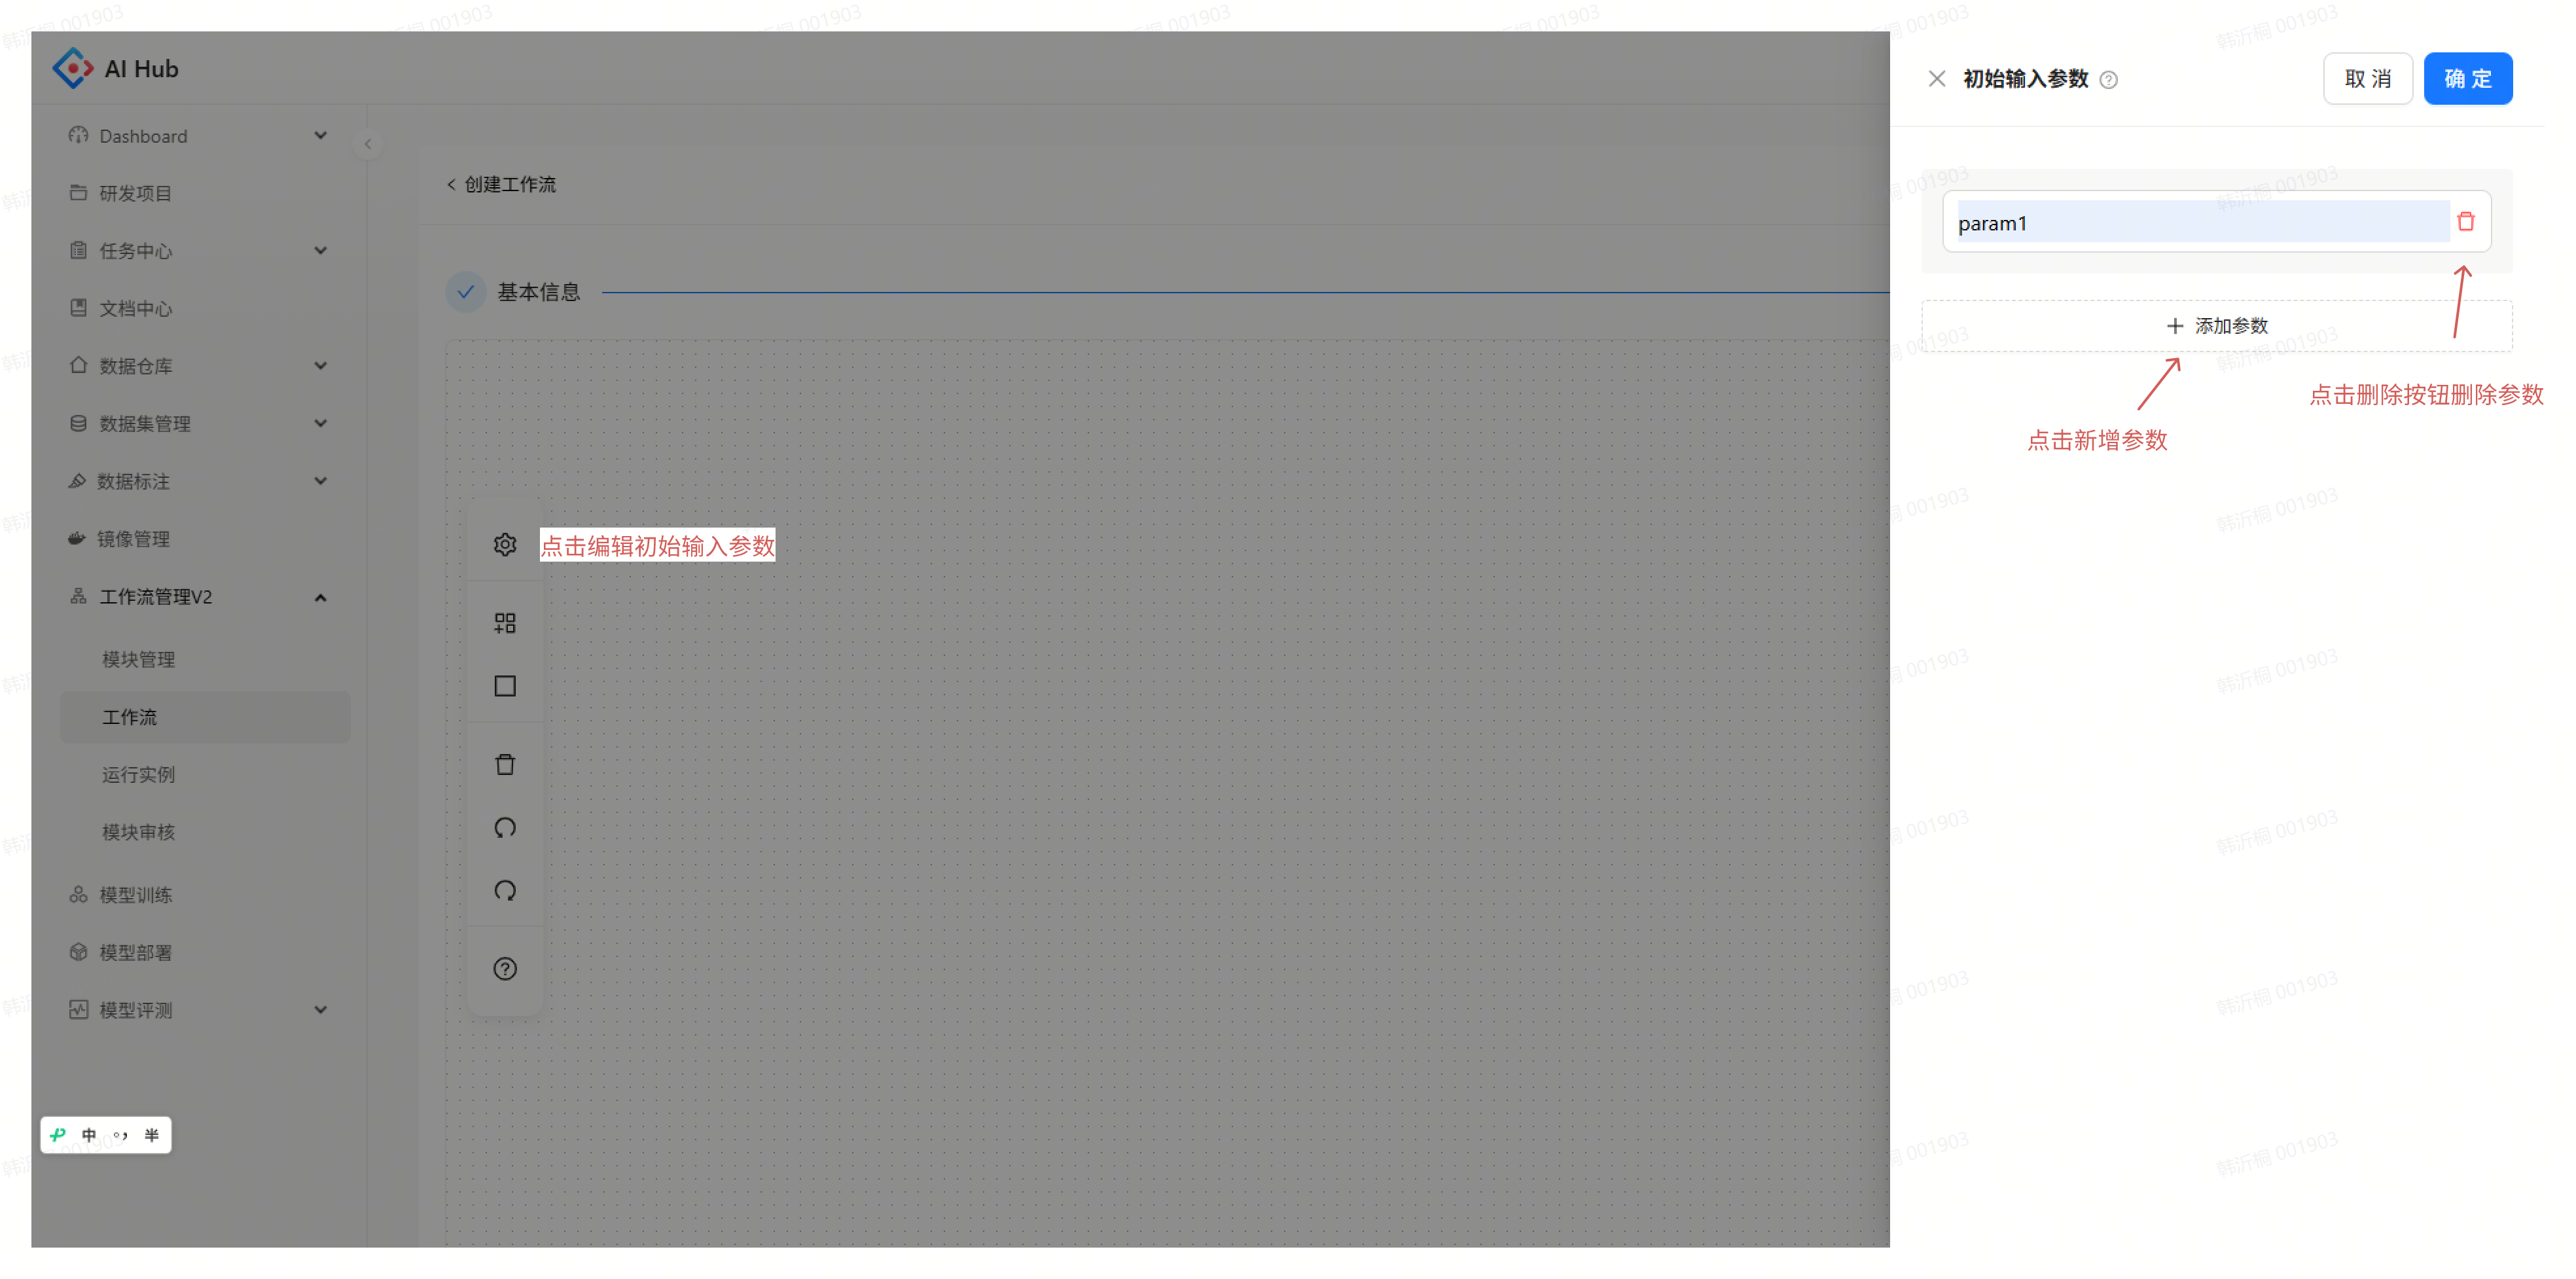 AI Hub
Dashboard
研发项目
任务中心
文档中心
数据仓库
数据集管理
数据标注
镜像管理
工作流管理V2
模块管理
工作流
运行实例
模块审核
模型训练
模型部署
模型评测
中 °, 半
创建工作流
基本信息
点击编辑初始输入参数
初始输入参数
取 消
确 定
param1
添加参数
点击删除按钮删除参数
点击新增参数
韩沂桐 001903